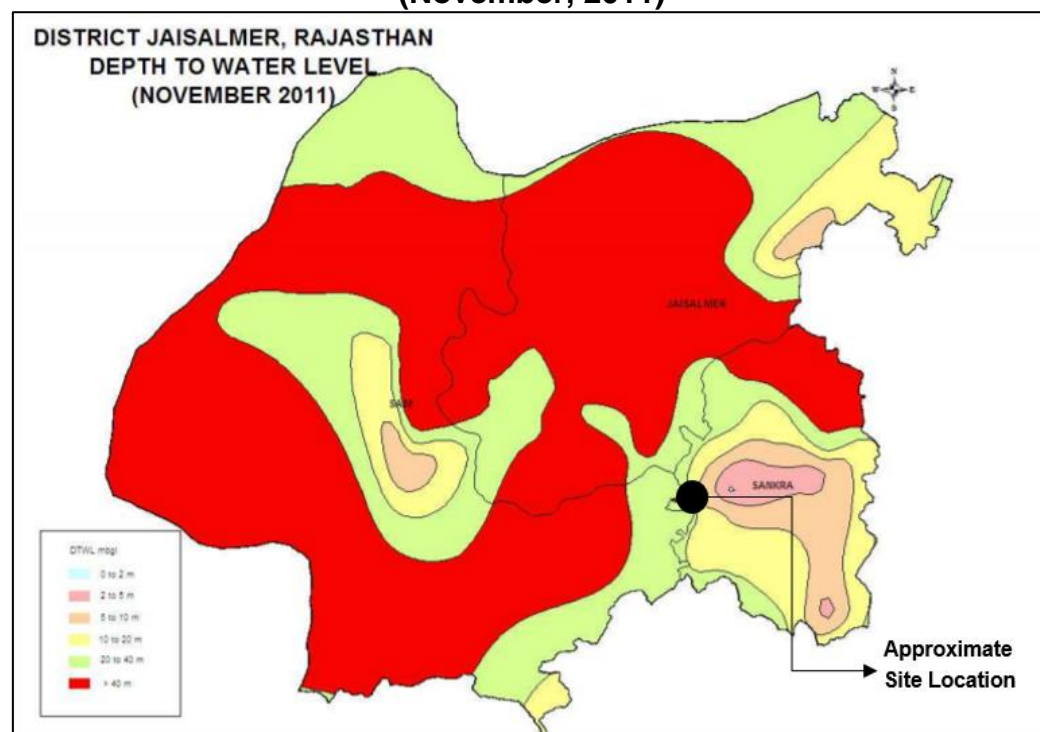 (November, 2011)
DISTRICT JAISALMER, RAJASTHAN
DEPTH TO WATER LEVEL
(NOVEMBER 2011)
N
W E
S
JAISALMER
SAM
SANKRA
DTWL mbgl
0 to 2 m
2 to 5 m
5 to 10 m
10 to 20 m
20 to 40 m
> 40 m
Approximate
Site Location